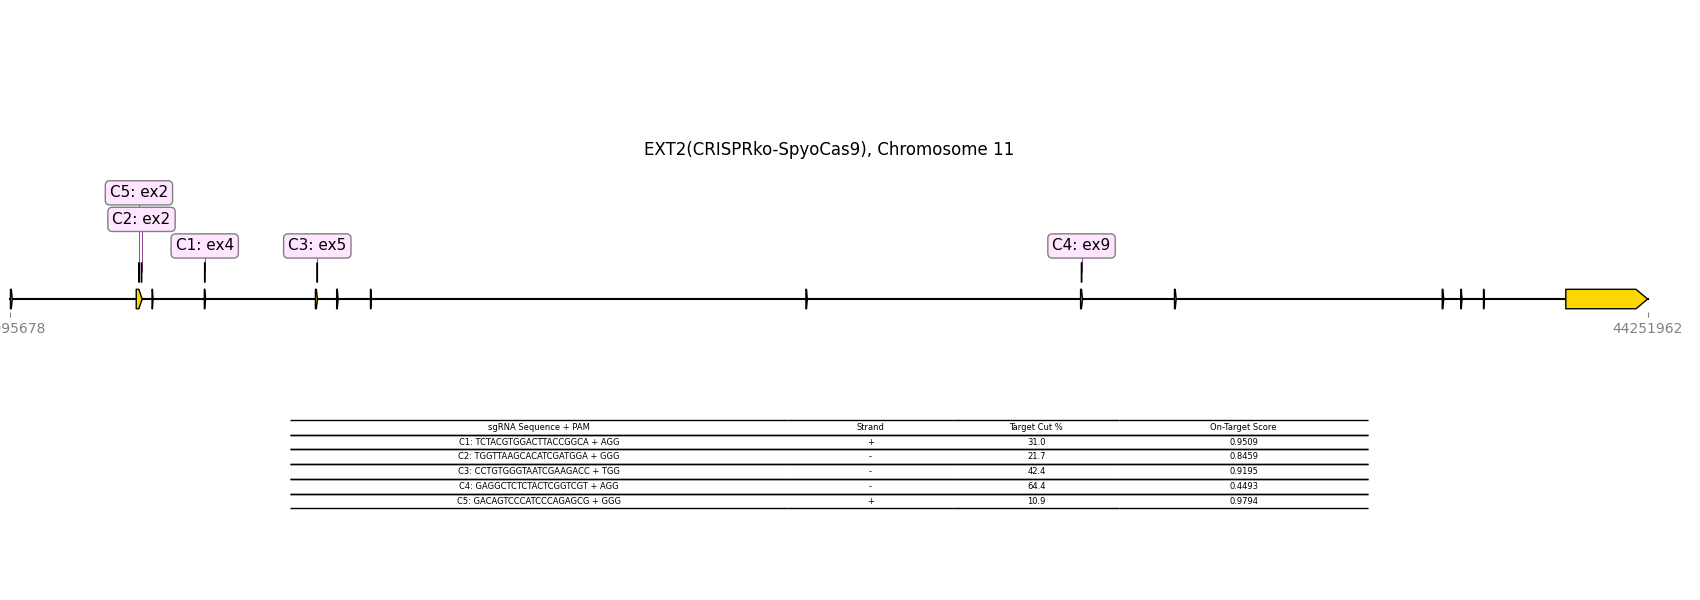 EXT2(CRISPRko-SpyoCas9), Chromosome 11
C5: ex2
C2: ex2
C1: ex4
C3: ex5
C4: ex9
95678
44251962
sgRNA Sequence + PAM Strand Target Cut % On-Target Score
C1: TCTACGTGGACTTACCGGCA + AGG + 31.0 0.9509
C2: TGGTTAAGCACATCGATGGA + GGG - 21.7 0.8459
C3: CCTGTGGGTAATCGAAGACC + TGG - 42.4 0.9195
C4: GAGGCTCTCTACTCGGTCGT + AGG - 64.4 0.4493
C5: GACAGTCCCATCCCAGAGCG + GGG + 10.9 0.9794